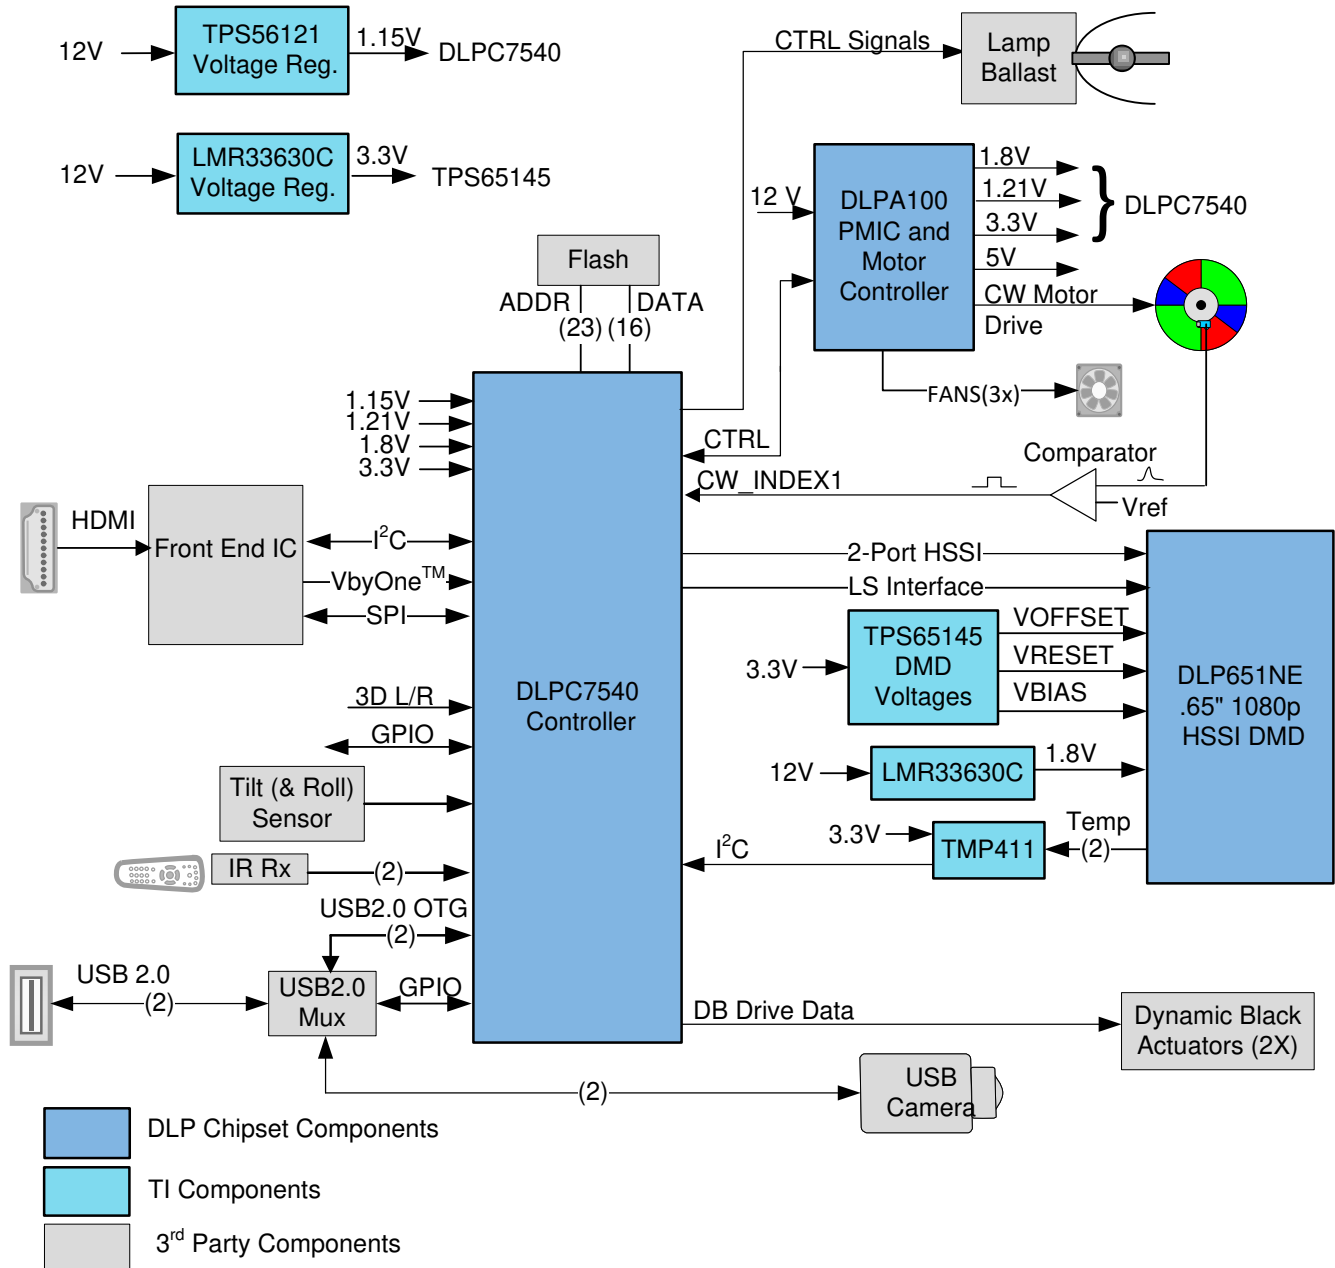 12V
TPS56121
Voltage Reg.
1.15V
DLPC7540
12V
LMR33630C
Voltage Reg.
3.3V
TPS65145
CTRL Signals
Lamp
Ballast
12 V
DLPA100
PMIC and
Motor
Controller
1.8V
1.21V
3.3V
5V
}
DLPC7540
CW Motor
Drive
FANS(3x)
Flash
ADDR
DATA
(23)
(16)
1.15V
1.21V
1.8V
3.3V
CTRL
CW_INDEX1
Comparator
Vref
HDMI
Front End IC
I²C
VbyOne™
SPI
2-Port HSSI
LS Interface
3.3V
TPS65145
DMD
Voltages
VOFFSET
VRESET
VBIAS
DLP651NE
.65" 1080p
HSSI DMD
DLPC7540
Controller
3D L/R
GPIO
12V
LMR33630C
1.8V
Tilt (& Roll)
Sensor
3.3V
TMP411
Temp
(2)
I²C
IR Rx
(2)
USB2.0 OTG
(2)
USB 2.0
(2)
USB2.0
Mux
GPIO
DB Drive Data
Dynamic Black
Actuators (2X)
(2)
USB
Camera
DLP Chipset Components
TI Components
3rd Party Components